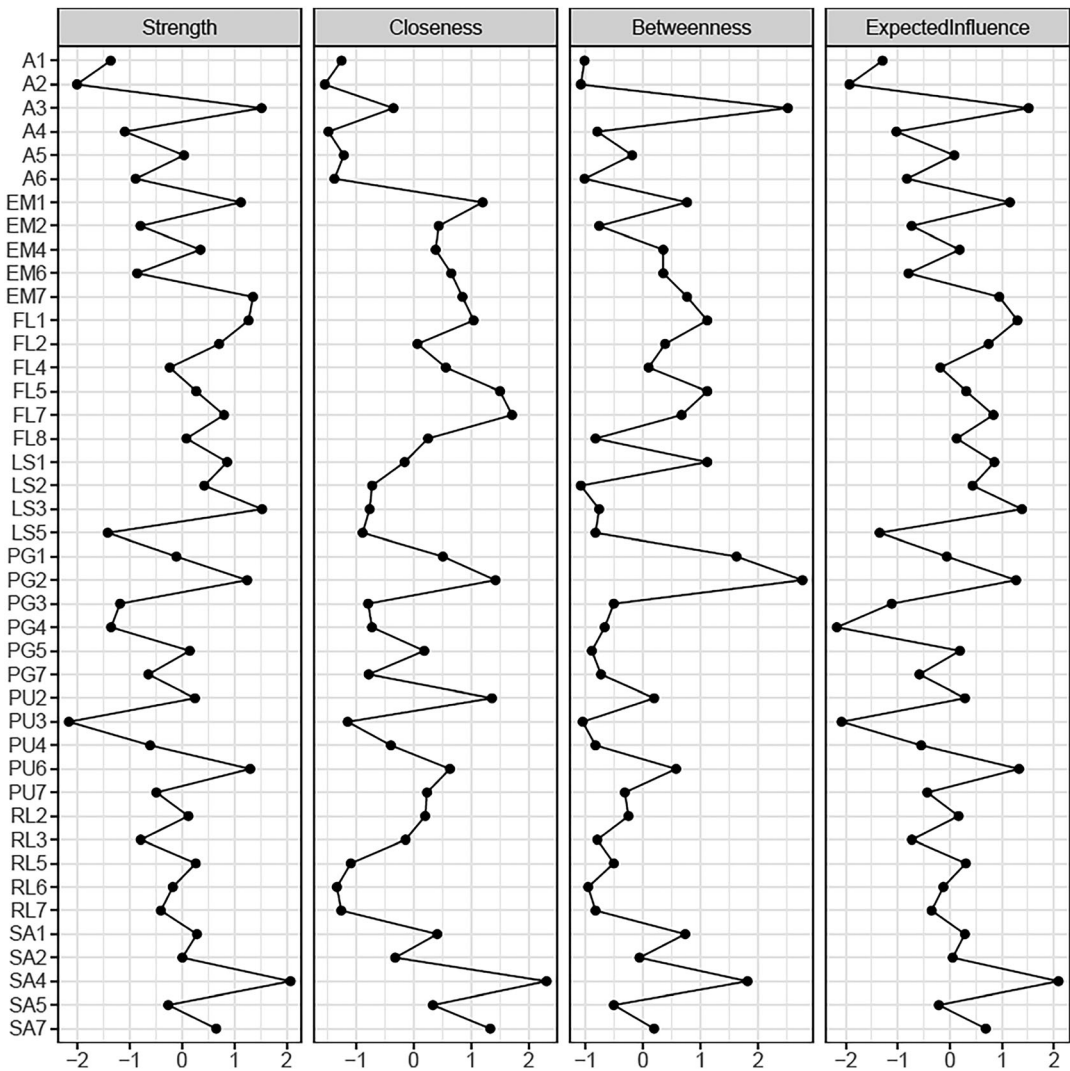 Strength Closeness Betweenness ExpectedInfluence
A1
A2
A3
A4
A5
A6
EM1
EM2
EM4
EM6
EM7
FL1
FL2
FL4
FL5
FL7
FL8
LS1
LS2
LS3
LS5
PG1
PG2
PG3
PG4
PG5
PG7
PU2
PU3
PU4
PU6
PU7
RL2
RL3
RL5
RL6
RL7
SA1
SA2
SA4
SA5
SA7
−2 −1 0 1 2 −1 0 1 2 −1 0 1 2 −2 −1 0 1 2